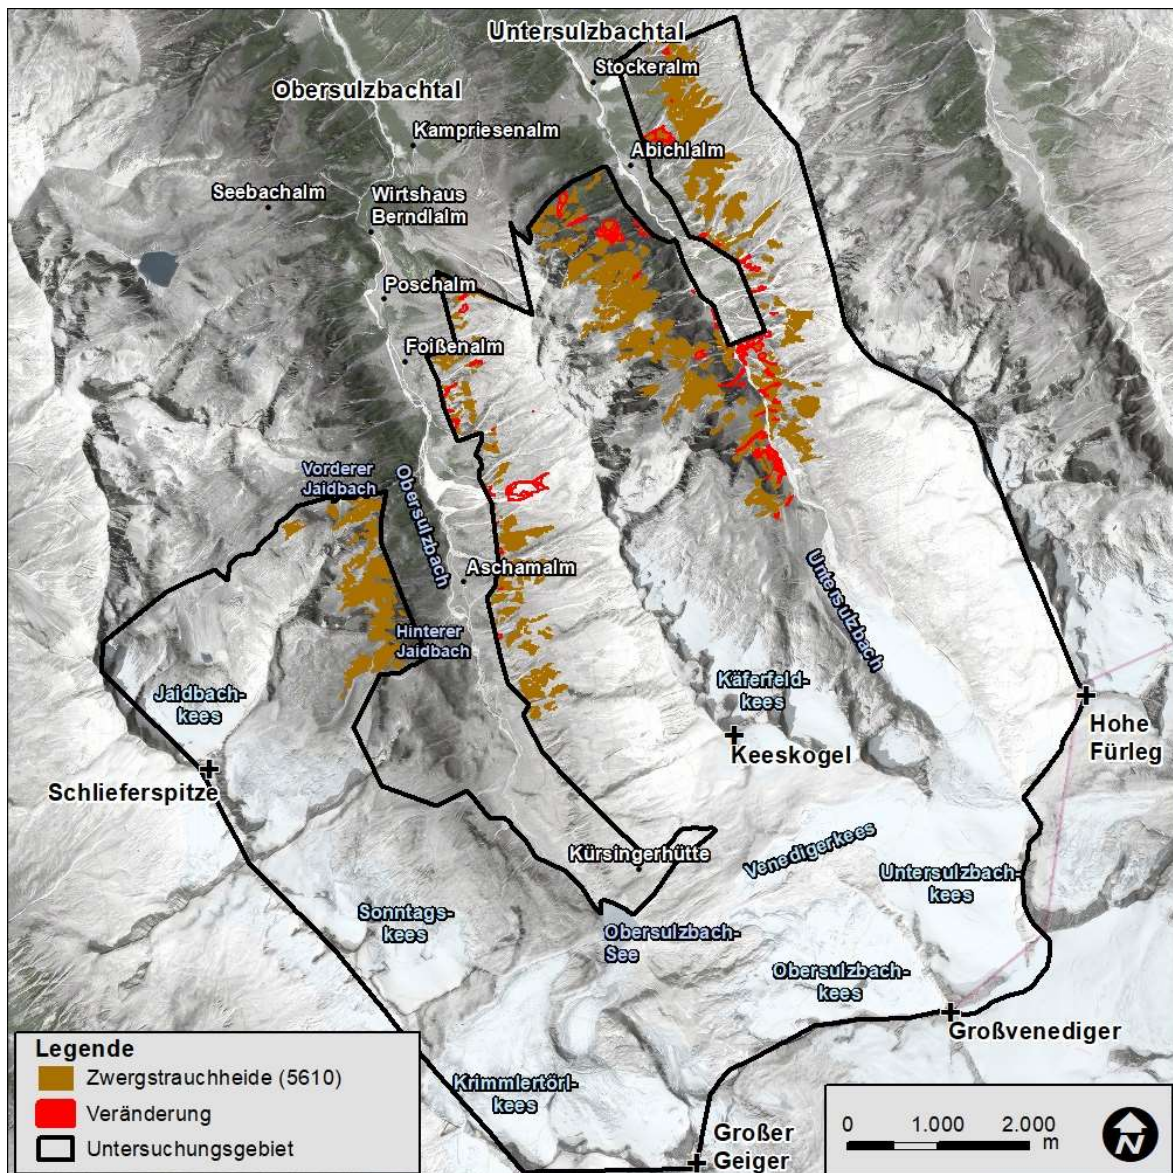 Untersulzbachtal
Stockeralm
Obersulzbachtal
Kampriesenalm
Abichlalm
Seebachalm
Wirtshaus
Berndlalm
Poschalm
Foißenalm
Vorderer
Jaidbach
Obersulzbach
Aschamalm
Untersulzbach
Hinterer
Jaidbach
Jaidbach-
kees
Käferfeld-
kees
Keeskogel
Hohe
Fürleg
Schlieferspitze
Venedigerkees
Kürsingerhütte
Untersulzbach-
kees
Sonntags-
kees
Obersulzbach-
See
Obersulzbach-
kees
Großvenediger
Krimmlertörl-
kees
Großer
Geiger
Legende
Zwergstrauchheide (5610)
Veränderung
Untersuchungsgebiet
0 1.000 2.000
m
N